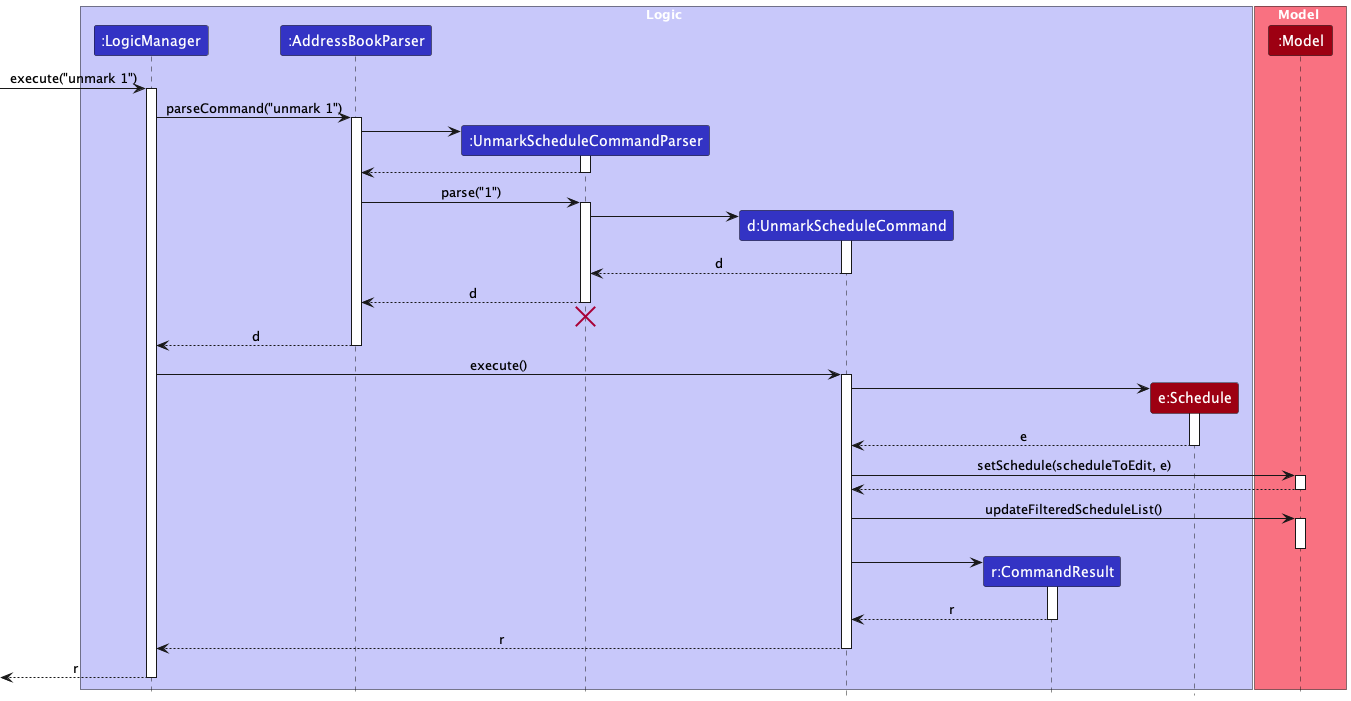 Logic
Model
:LogicManager
:AddressBookParser
:Model
execute("unmark 1")
parseCommand("unmark 1")
:UnmarkScheduleCommandParser
parse("1")
d:UnmarkScheduleCommand
d
d
d
execute()
e:Schedule
e
setSchedule(scheduleToEdit, e)
updateFilteredScheduleList()
r:CommandResult
r
r
r